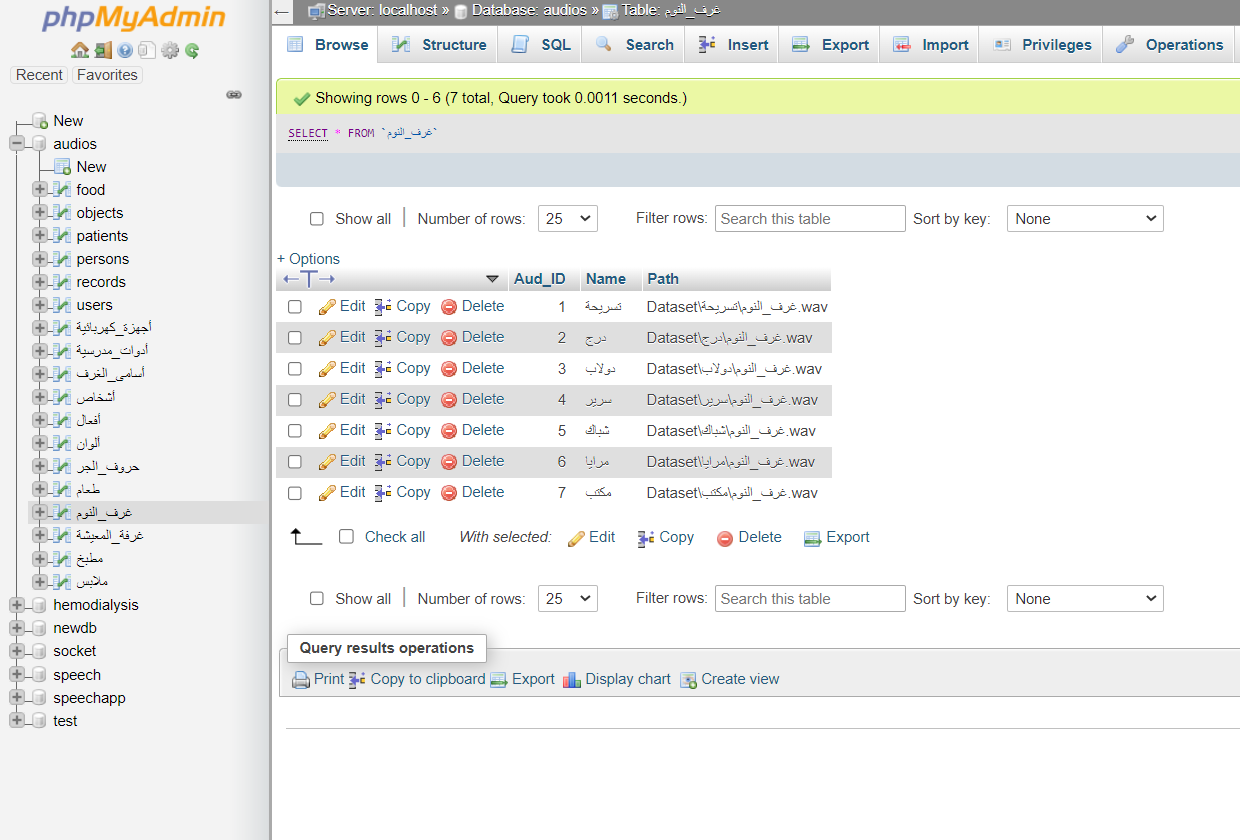 phpMyAdmin
Recent Favorites
New
audios
New
food
objects
patients
persons
records
users
أجهزة_كهربائية
أدوات_مدرسية
أسامى_الغرف
أشخاص
أفعال
ألوان
حروف_الجر
طعام
غرف_النوم
غرفة_المعيشة
مطبخ
ملابس
hemodialysis
newdb
socket
speech
speechapp
test
Server: localhost » Database: audios » Table: غرف_النوم
Browse Structure SQL Search Insert Export Import Privileges Operations
Showing rows 0 - 6 (7 total, Query took 0.0011 seconds.)
SELECT * FROM `غرف_النوم`
Show all Number of rows: 25 Filter rows: Search this table Sort by key: None
+ Options
←T→ Aud_ID Name Path
Edit Copy Delete 1 تسريحة Dataset\غرف_النوم\تسريحة.wav
Edit Copy Delete 2 درج Dataset\غرف_النوم\درج.wav
Edit Copy Delete 3 دولاب Dataset\غرف_النوم\دولاب.wav
Edit Copy Delete 4 سرير Dataset\غرف_النوم\سرير.wav
Edit Copy Delete 5 شباك Dataset\غرف_النوم\شباك.wav
Edit Copy Delete 6 مرايا Dataset\غرف_النوم\مرايا.wav
Edit Copy Delete 7 مكتب Dataset\غرف_النوم\مكتب.wav
Check all With selected: Edit Copy Delete Export
Show all Number of rows: 25 Filter rows: Search this table Sort by key: None
Query results operations
Print Copy to clipboard Export Display chart Create view